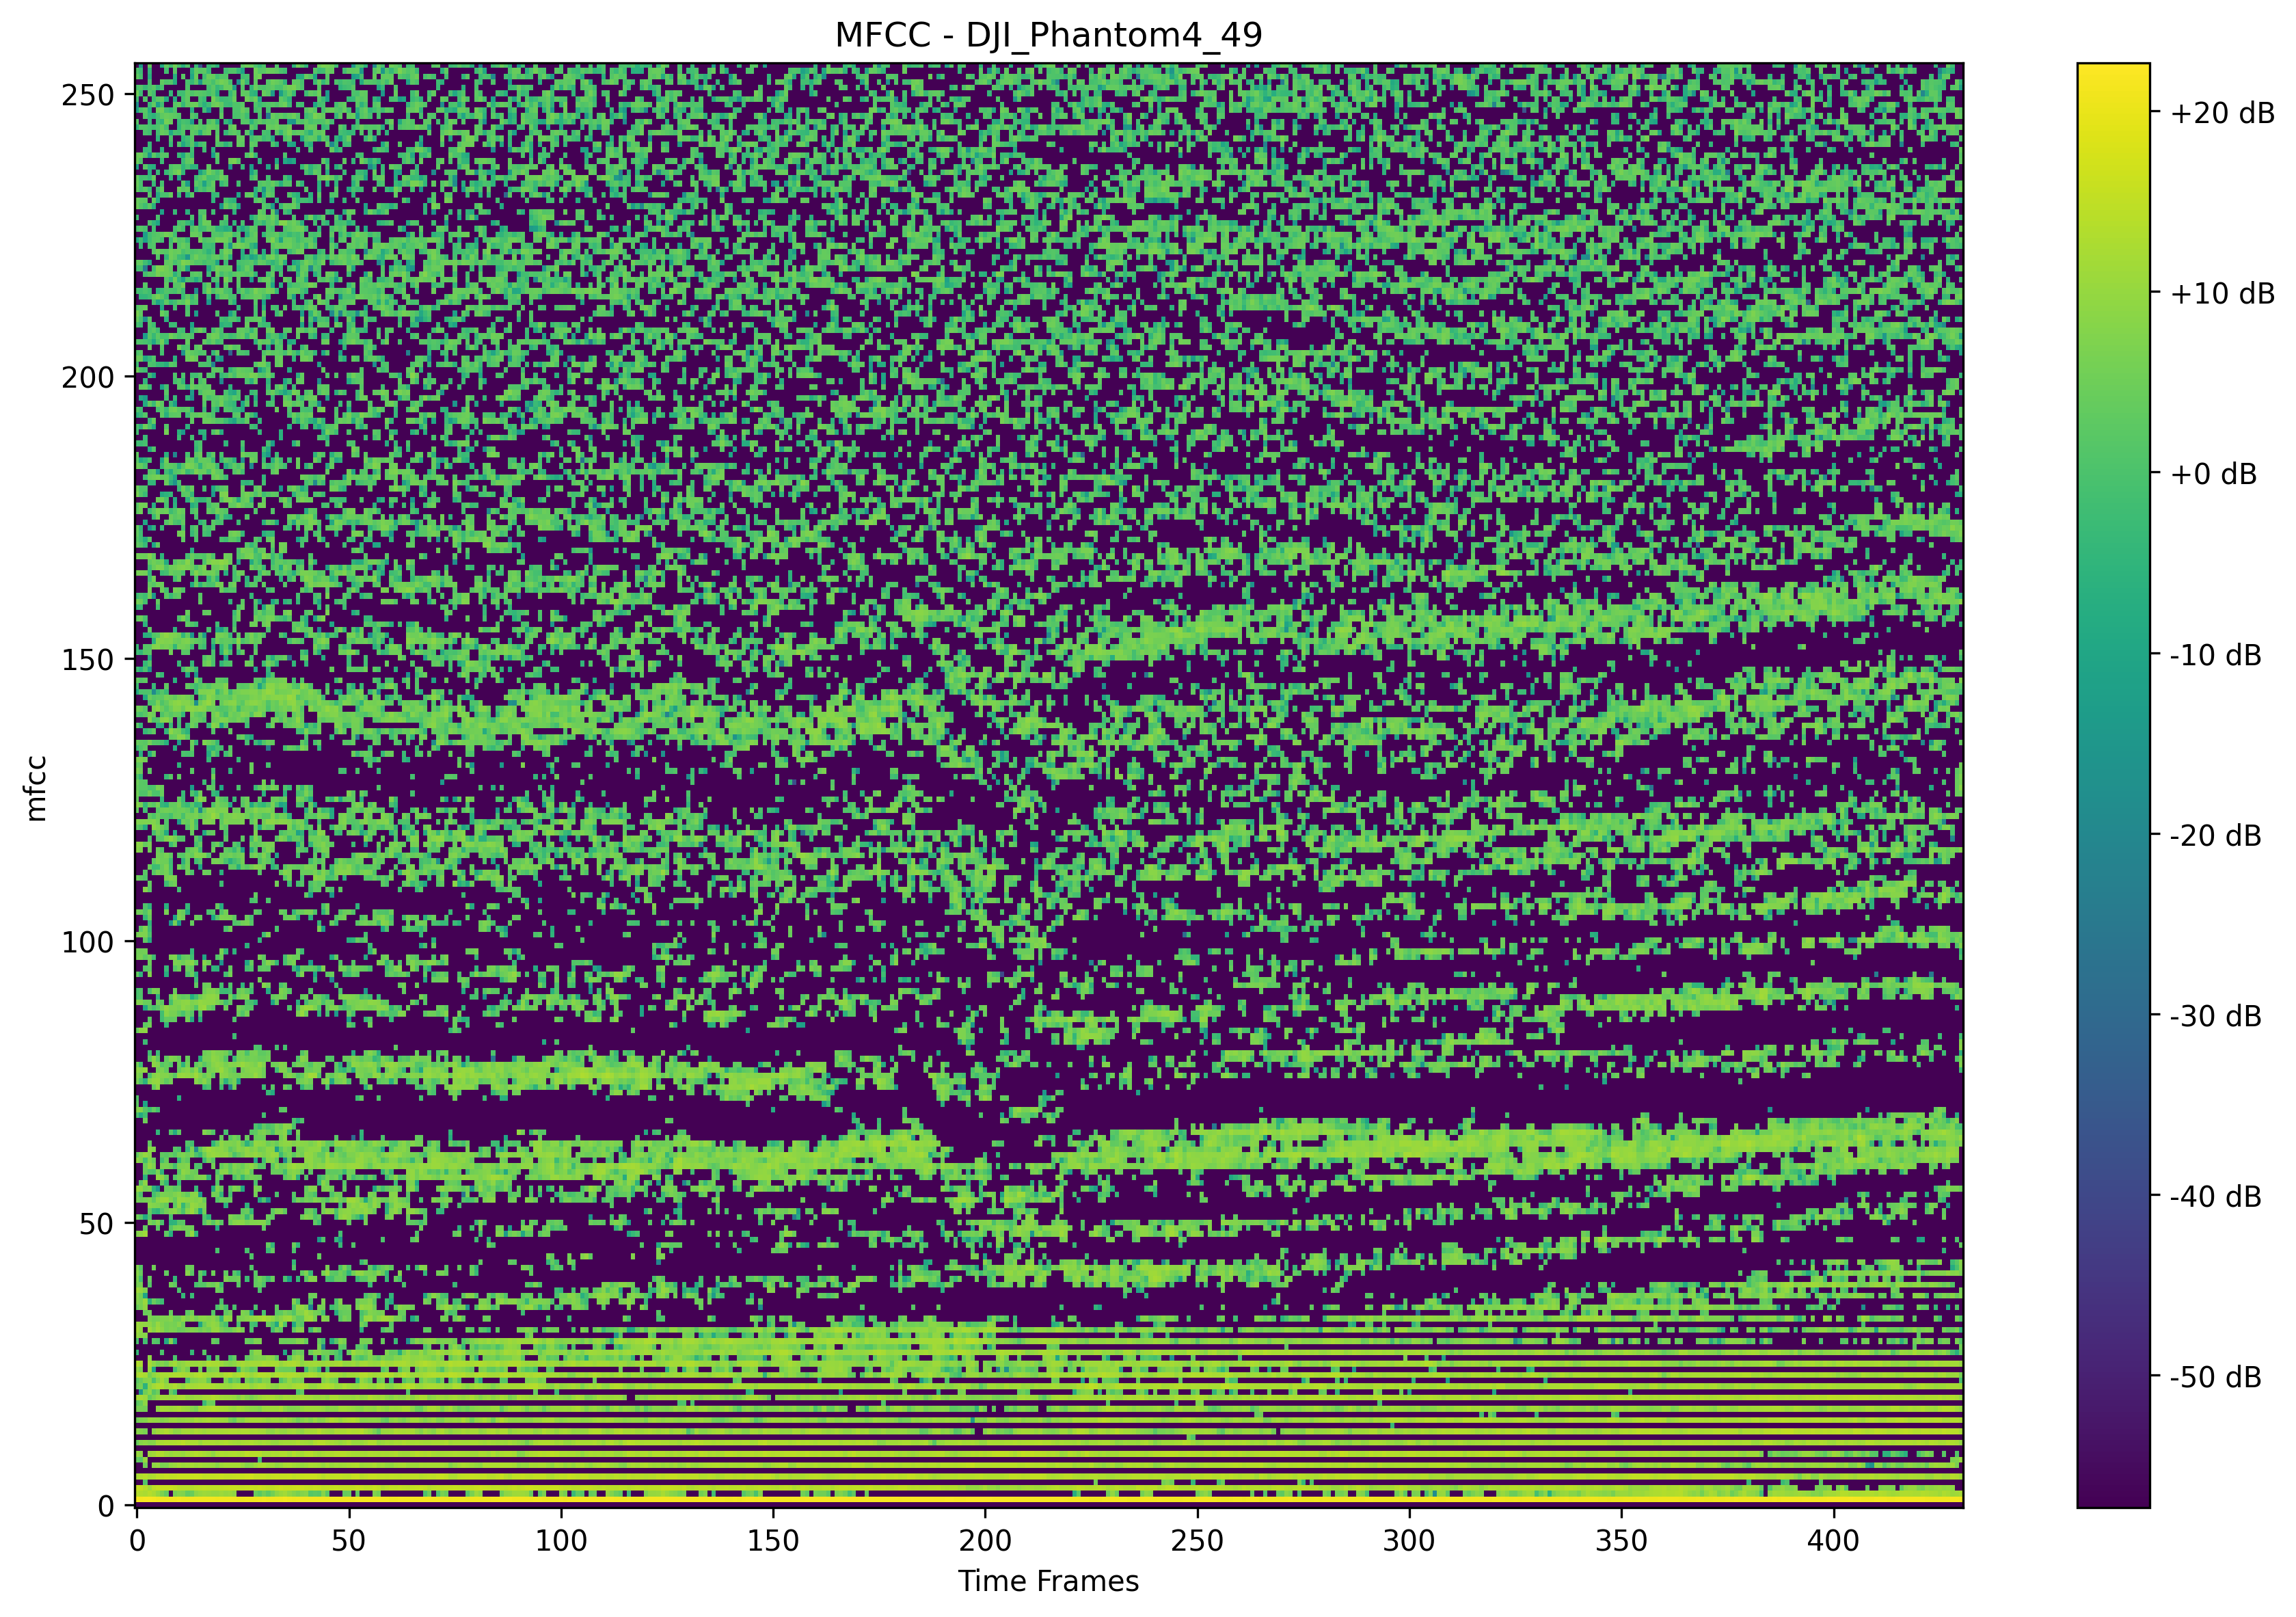 MFCC - DJI_Phantom4_49
250
200
150
100
50
0
mfcc
0 50 100 150 200 250 300 350 400
Time Frames
+20 dB
+10 dB
+0 dB
-10 dB
-20 dB
-30 dB
-40 dB
-50 dB